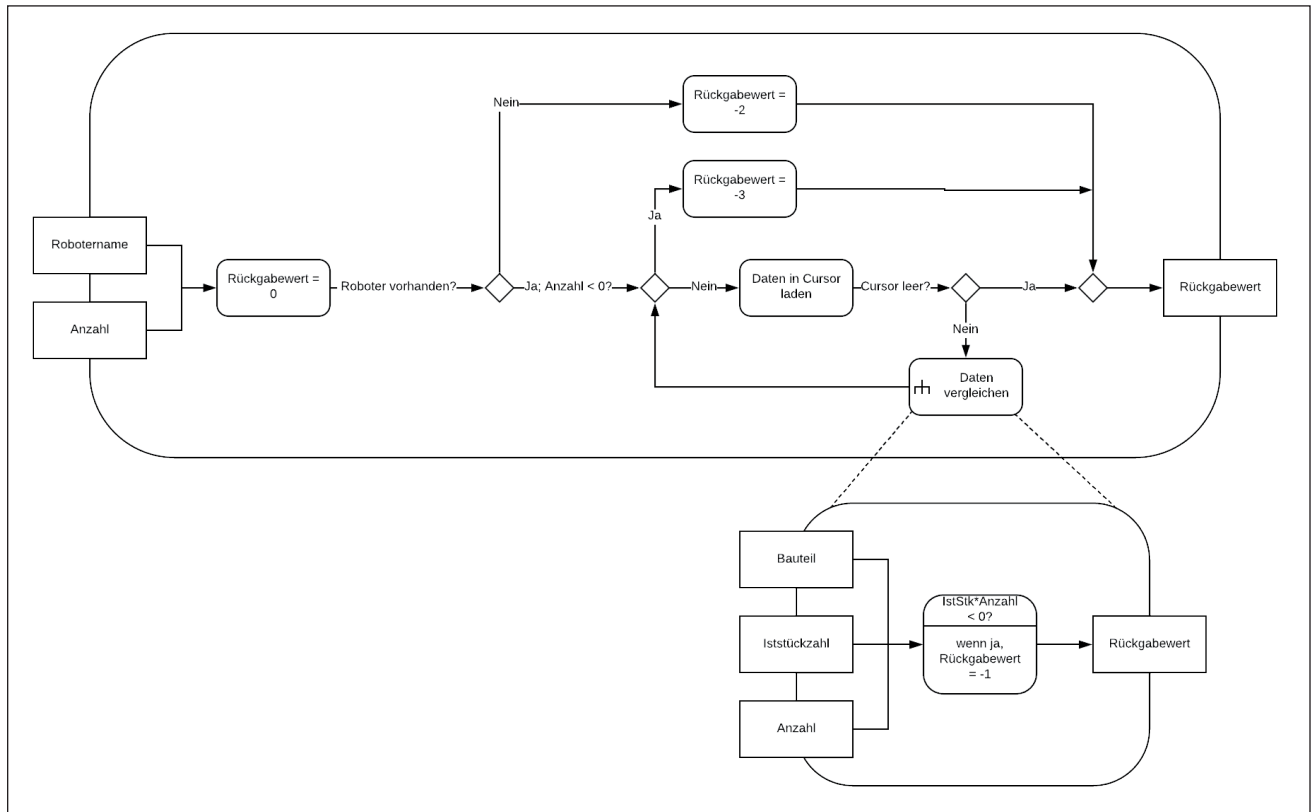 Rückgabewert =
-2
Nein
Rückgabewert =
-3
Ja
Robotername
Anzahl
Rückgabewert =
0
Roboter vorhanden?
Ja; Anzahl < 0?
Nein
Daten in Cursor
laden
Cursor leer?
Ja
Rückgabewert
Nein
Daten
vergleichen
Bauteil
Iststückzahl
Anzahl
IstStk*Anzahl
< 0?
wenn ja,
Rückgabewert
= -1
Rückgabewert